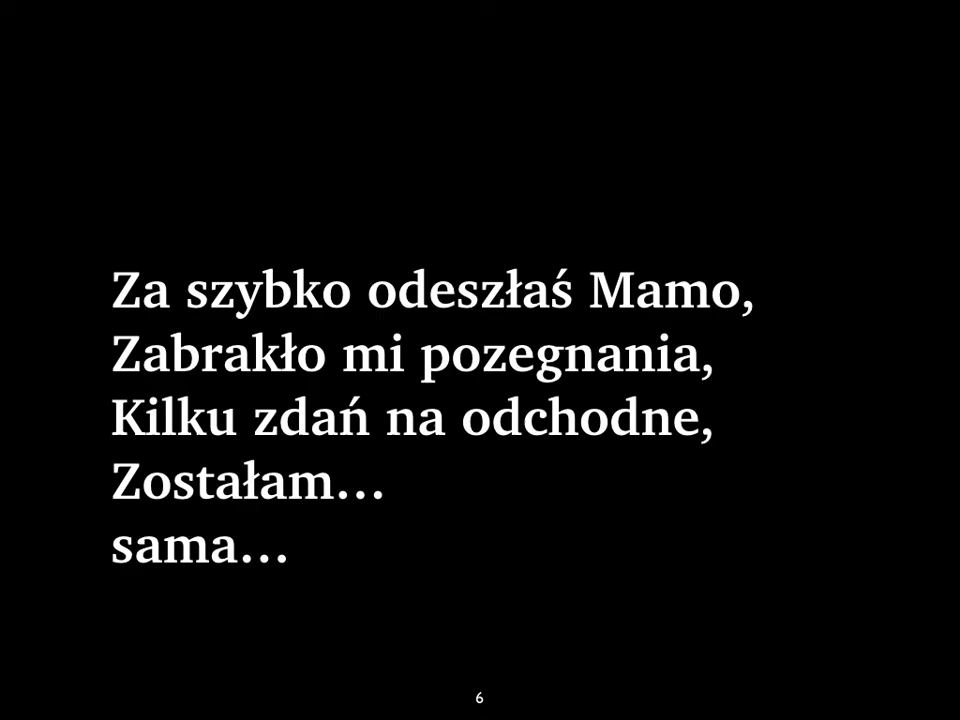 Za szybko odeszłaś Mamo,
Zabrakło mi pozegnania,
Kilku zdań na odchodne,
Zostałam…
sama…
6